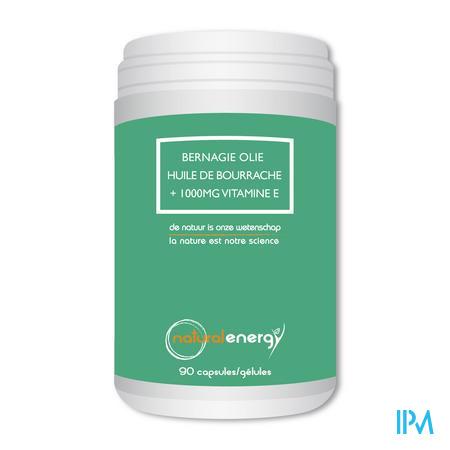 BERNAGIE OLIE
HUILE DE BOURRACHE
+ 1000MG VITAMINE E
de natuur is onze wetenschap
la nature est notre science
naturalenergy
90 capsules/gélules
IPM